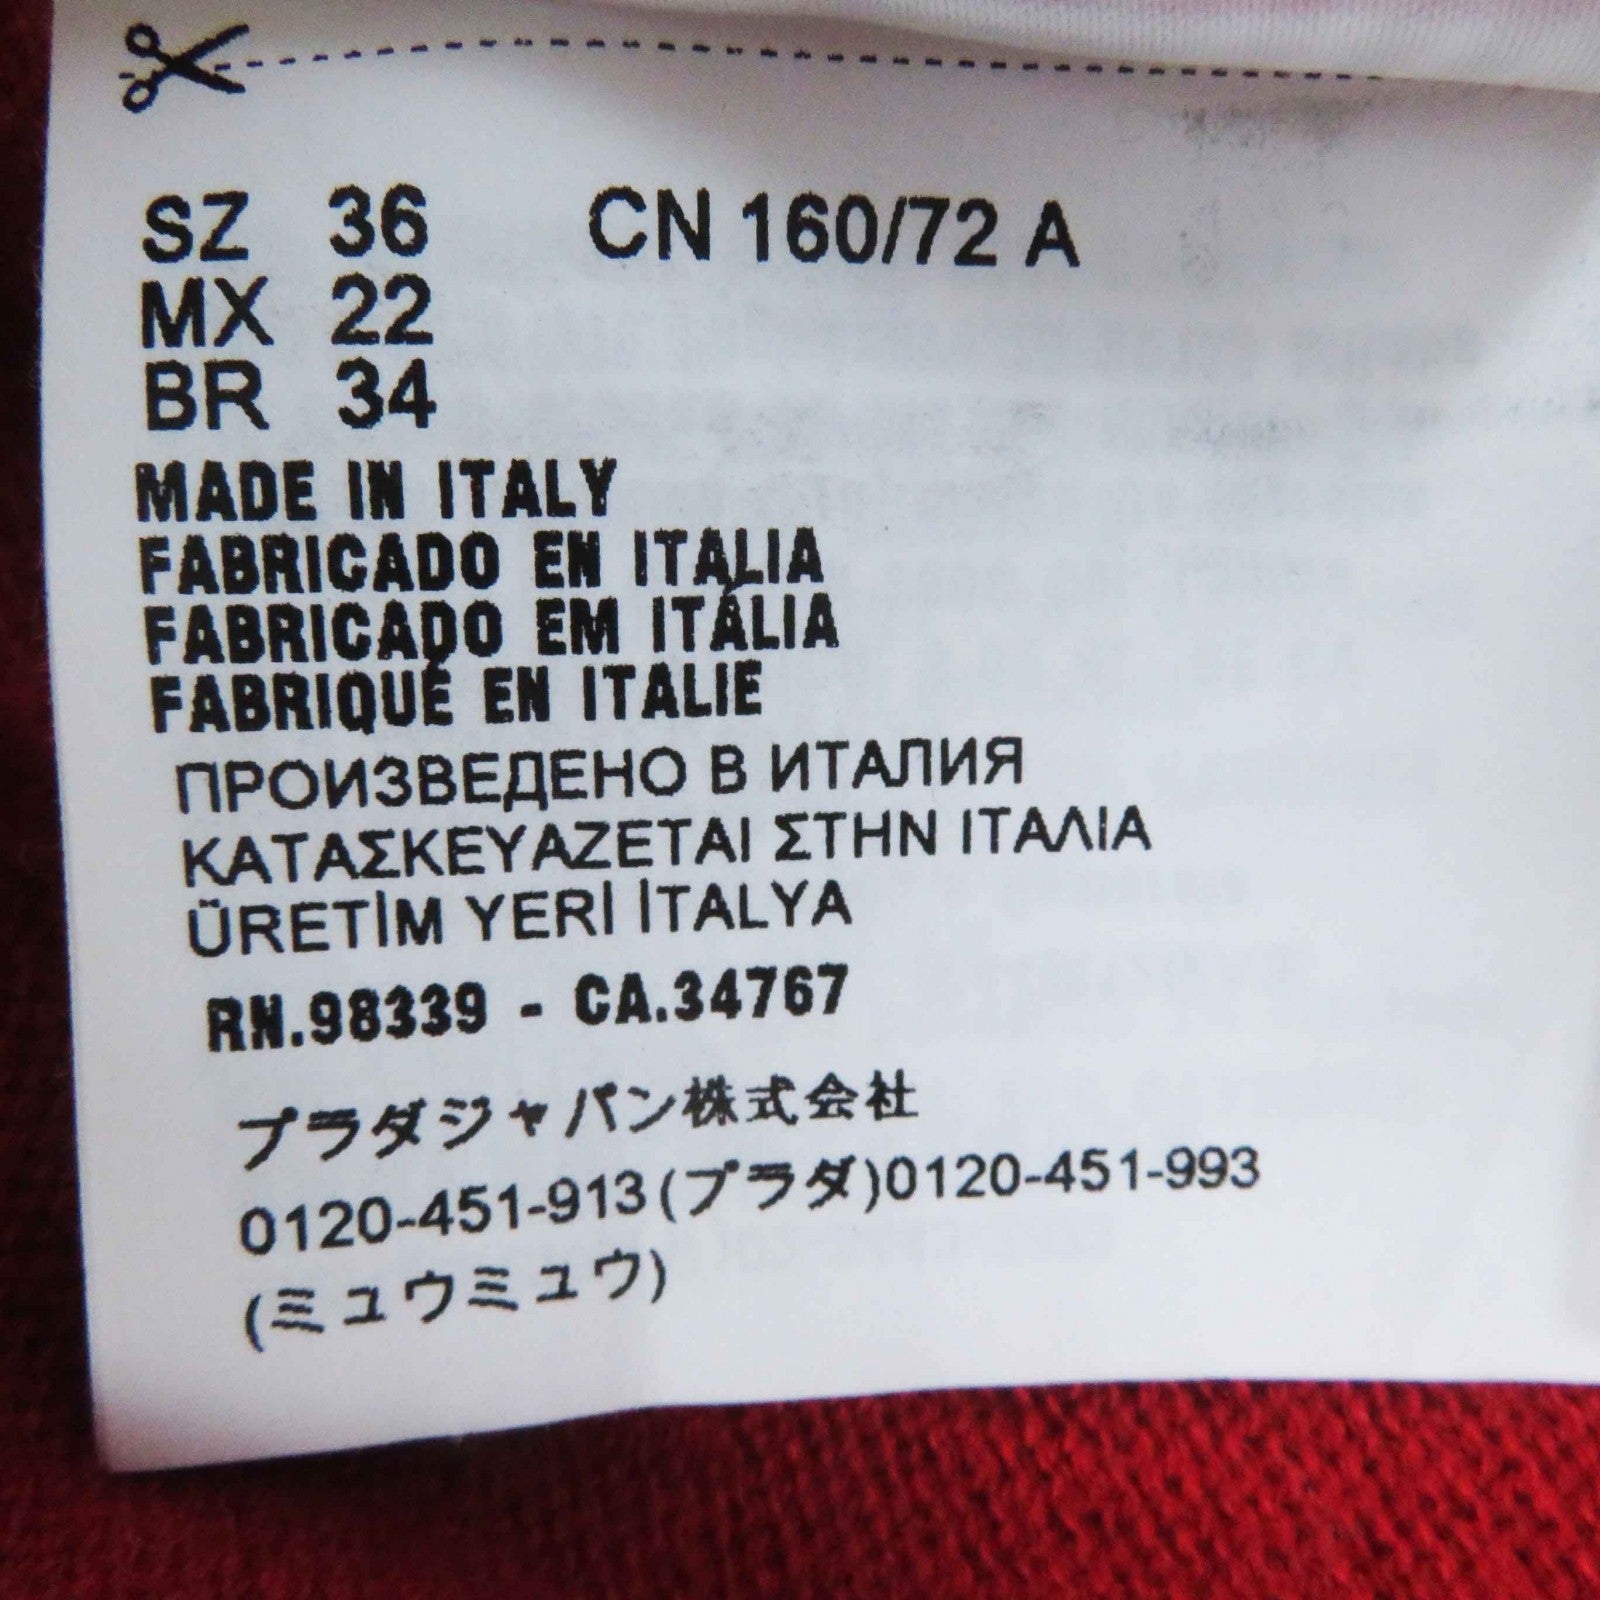 SZ 36 CN 160/72 A
MX 22
BR 34
MADE IN ITALY
FABRICADO EN ITALIA
FABRICADO EM ITÁLIA
FABRIQUÉ EN ITALIE
ПРОИЗВЕДЕНО В ИТАЛИЯ
ΚΑΤΑΣΚΕΥΑΖΕΤΑΙ ΣΤΗΝ ΙΤΑΛΙΑ
ÜRETİM YERİ İTALYA
RN.98339 - CA.34767
プラダジャパン株式会社
0120-451-913(プラダ)0120-451-993
(ミュウミュウ)